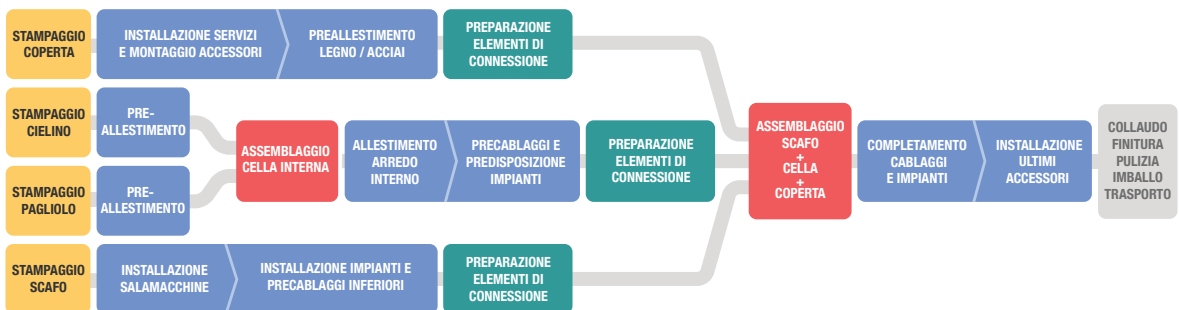 STAMPAGGIO
COPERTA
INSTALLAZIONE SERVIZI
E MONTAGGIO ACCESSORI
PREALLESTIMENTO
LEGNO / ACCIAI
PREPARAZIONE
ELEMENTI DI
CONNESSIONE
STAMPAGGIO
CIELINO
PRE-
ALLESTIMENTO
STAMPAGGIO
PAGLIOLO
PRE-
ALLESTIMENTO
ASSEMBLAGGIO
CELLA INTERNA
ALLESTIMENTO
ARREDO
INTERNO
PRECABLAGGI E
PREDISPOSIZIONE
IMPIANTI
PREPARAZIONE
ELEMENTI DI
CONNESSIONE
STAMPAGGIO
SCAFO
INSTALLAZIONE
SALAMACCHINE
INSTALLAZIONE IMPIANTI E
PRECABLAGGI INFERIORI
PREPARAZIONE
ELEMENTI DI
CONNESSIONE
ASSEMBLAGGIO
SCAFO
+
CELLA
+
COPERTA
COMPLETAMENTO
CABLAGGI
E IMPIANTI
INSTALLAZIONE
ULTIMI
ACCESSORI
COLLAUDO
FINITURA
PULIZIA
IMBALLO
TRASPORTO